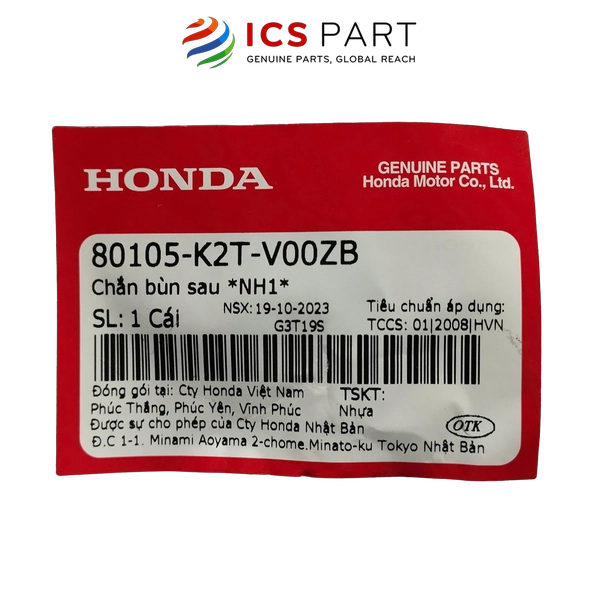 ICS PART
GENUINE PARTS, GLOBAL REACH
HONDA
GENUINE PARTS
Honda Motor Co., Ltd.
80105-K2T-V00ZB
Chắn bùn sau *NH1*
SL: 1 Cái
NSX: 19-10-2023
G3T19S
Tiêu chuẩn áp dụng:
TCCS: 01|2008|HVN
Đóng gói tại: Cty Honda Việt Nam
Phúc Thắng, Phúc Yên, Vĩnh Phúc
TSKT:
Nhựa
Được sự cho phép của Cty Honda Nhật Bản
Đ.C 1-1. Minami Aoyama 2-chome.Minato-ku Tokyo Nhật Bản
OTK